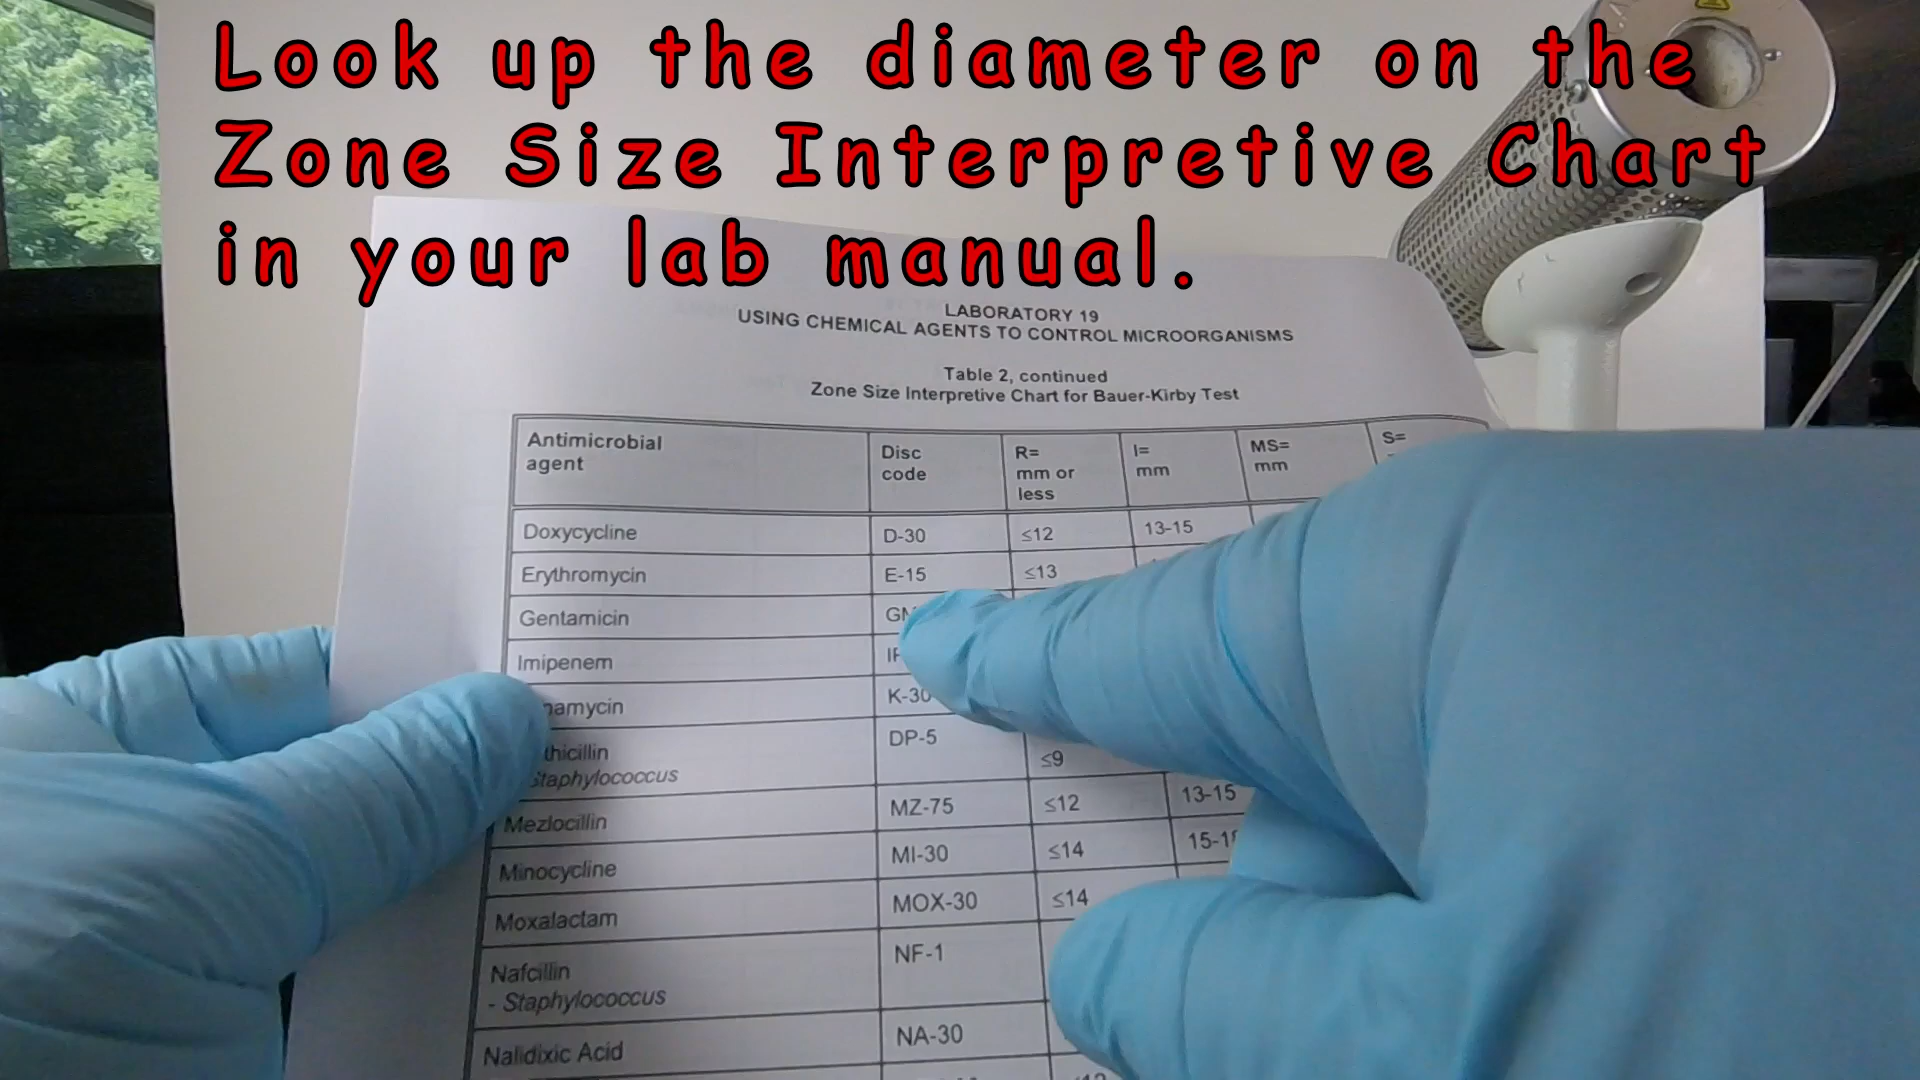 Look up the diameter on the
Zone Size Interpretive Chart
in your lab manual.
LABORATORY 19
USING CHEMICAL AGENTS TO CONTROL MICROORGANISMS
Table 2, continued
Zone Size Interpretive Chart for Bauer-Kirby Test
Antimicrobial agent Disc code R= mm or less I= mm MS= mm S=
Doxycycline D-30 ≤12 13-15
Erythromycin E-15 ≤13
Gentamicin
Imipenem
K-30
DP-5
Staphylococcus ≤9
Mezlocillin MZ-75 ≤12 13-15
Minocycline MI-30 ≤14
Moxalactam MOX-30 ≤14
Nafcillin NF-1
- Staphylococcus
Nalidixic Acid NA-30